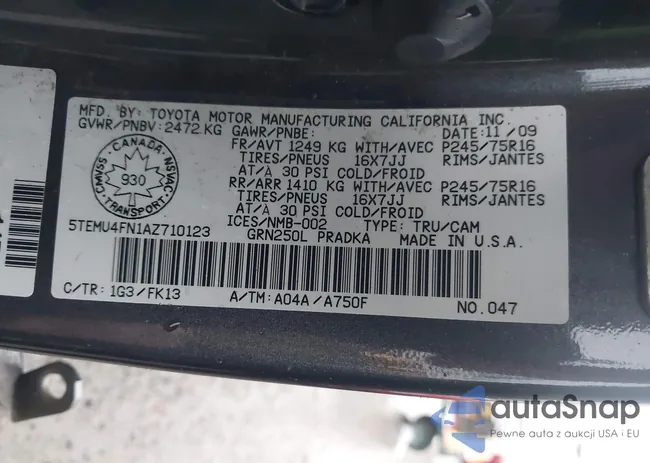 MFD. BY: TOYOTA MOTOR MANUFACTURING CALIFORNIA INC.
GVWR/PNBV: 2472 KG GAWR/PNBE: DATE: 11/09
FR/AVT 1249 KG WITH/AVEC P245/75R16
TIRES/PNEUS 16X7JJ RIMS/JANTES
AT/A 30 PSI COLD/FROID
RR/ARR 1410 KG WITH/AVEC P245/75R16
TIRES/PNEUS 16X7JJ RIMS/JANTES
AT/A 30 PSI COLD/FROID
CANADA
CMVSS NSVAC
930
TRANSPORT
5TEMU4FN1AZ710123 ICES/NMB-002 TYPE: TRU/CAM
GRN250L PRADKA MADE IN U.S.A.
C/TR: 1G3/FK13 A/TM: A04A/A750F NO.047
autaSnap
Pewne auta z aukcji USA i EU